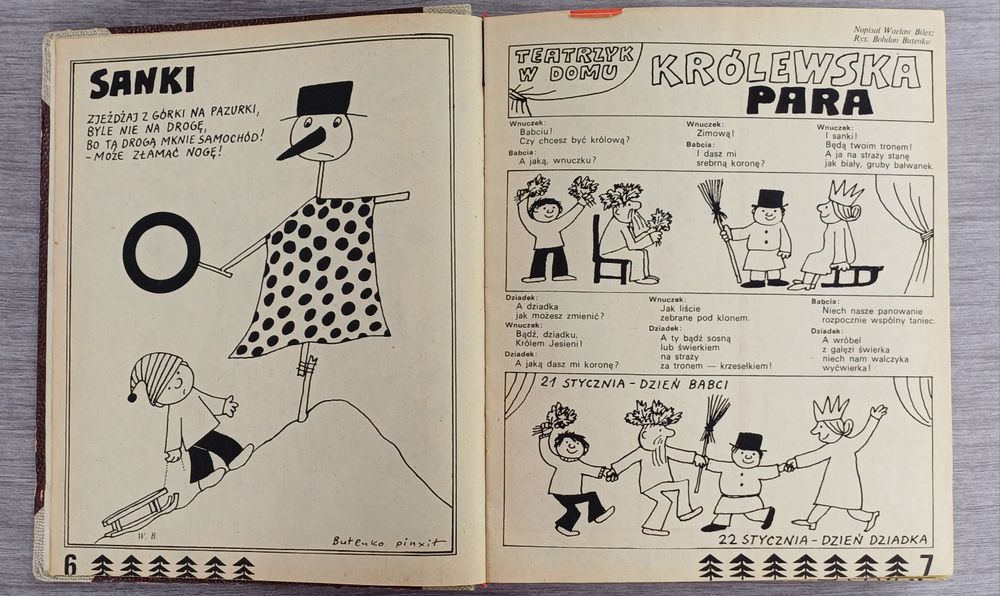 SANKI
ZJEŻDŻAJ Z GÓRKI NA PAZURKI,
BYLE NIE NA DROGĘ,
BO TĄ DROGĄ MKNIE SAMOCHÓD!
- MOŻE ZŁAMAĆ NOGĘ!
W. B.
Butenko pinxit
6
Napisał Wacław Bilesz
Rys. Bohdan Butenko
TEATRZYK
W DOMU
KRÓLEWSKA
PARA
Wnuczek:
Babciu!
Czy chcesz być królową?
Babcia:
A jaką, wnuczku?
Wnuczek:
Zimową!
Babcia:
I dasz mi
srebrną koronę?
Wnuczek:
I sanki!
Będą twoim tronem!
A ja na straży stanę
jak biały, gruby bałwanek.
Dziadek:
A dziadka
jak możesz zmienić?
Wnuczek:
Bądź, dziadku,
Królem Jesieni!
Dziadek:
A jaką dasz mi koronę?
Wnuczek:
Jak liście
zebrane pod klonem.
Dziadek:
A ty bądź sosną
lub świerkiem
na straży
za tronem — krzesełkiem!
Babcia:
Niech nasze panowanie
rozpocznie wspólny taniec.
Dziadek:
A wróbel
z gałęzi świerka
niech nam walczyka
wyćwierka!
21 STYCZNIA - DZIEŃ BABCI
22 STYCZNIA - DZIEŃ DZIADKA
7